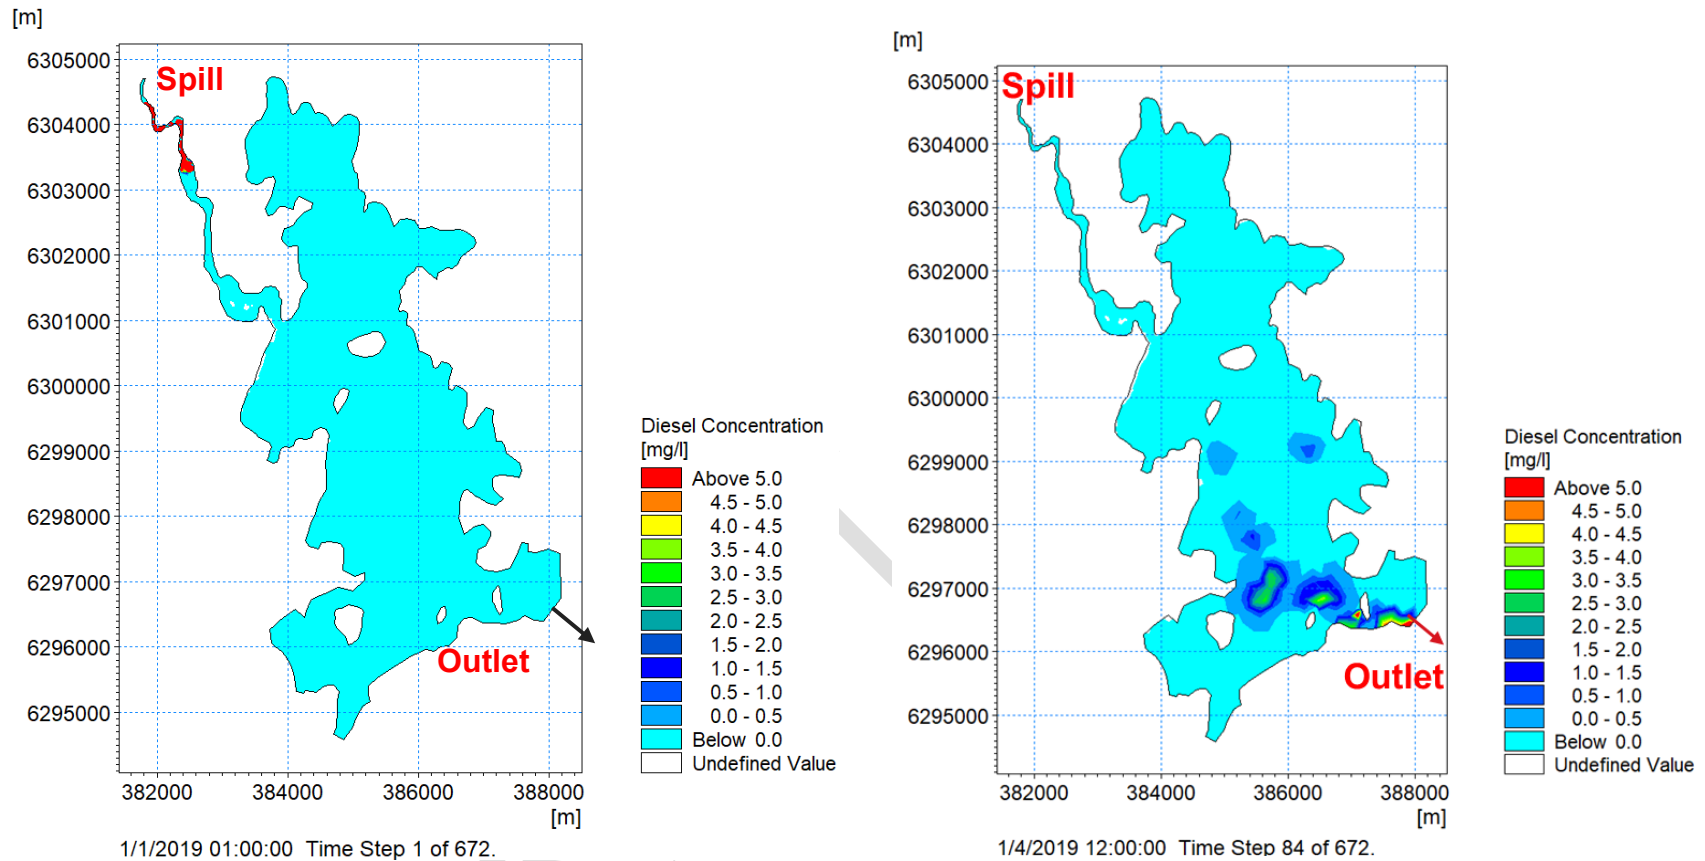 [m]
6305000
6304000
6303000
6302000
6301000
6300000
6299000
6298000
6297000
6296000
6295000
Spill
Outlet
382000 384000 386000 388000
[m]
1/1/2019 01:00:00 Time Step 1 of 672.
Diesel Concentration
[mg/l]
Above 5.0
4.5 - 5.0
4.0 - 4.5
3.5 - 4.0
3.0 - 3.5
2.5 - 3.0
2.0 - 2.5
1.5 - 2.0
1.0 - 1.5
0.5 - 1.0
0.0 - 0.5
Below 0.0
Undefined Value
[m]
6305000
6304000
6303000
6302000
6301000
6300000
6299000
6298000
6297000
6296000
6295000
Spill
Outlet
382000 384000 386000 388000
[m]
1/4/2019 12:00:00 Time Step 84 of 672.
Diesel Concentration
[mg/l]
Above 5.0
4.5 - 5.0
4.0 - 4.5
3.5 - 4.0
3.0 - 3.5
2.5 - 3.0
2.0 - 2.5
1.5 - 2.0
1.0 - 1.5
0.5 - 1.0
0.0 - 0.5
Below 0.0
Undefined Value